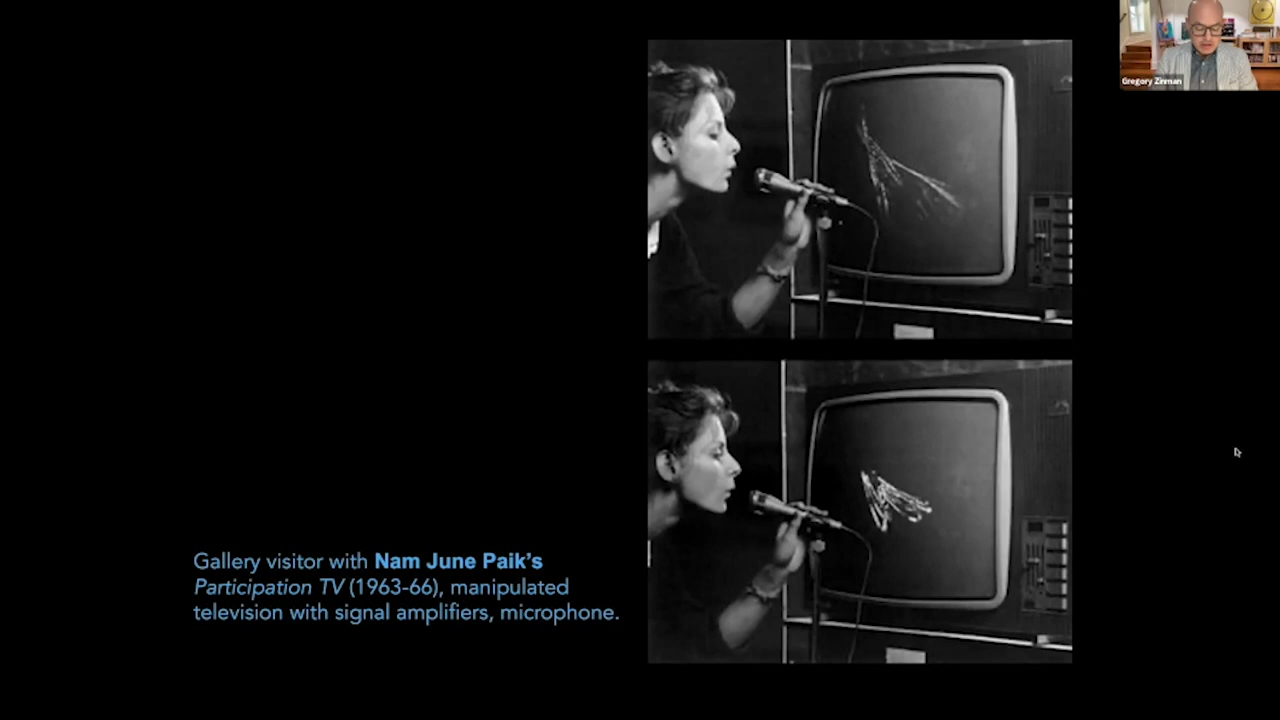 Gregory Zinman
Gallery visitor with Nam June Paik's
Participation TV (1963-66), manipulated
television with signal amplifiers, microphone.